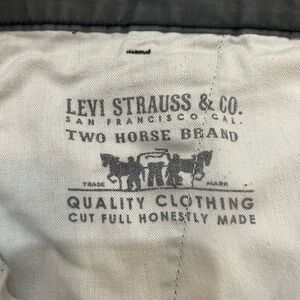 LEVI STRAUSS & CO.
SAN FRANCISCO CAL.
TWO HORSE BRAND
TRADE MARK
QUALITY CLOTHING
CUT FULL HONESTLY MADE